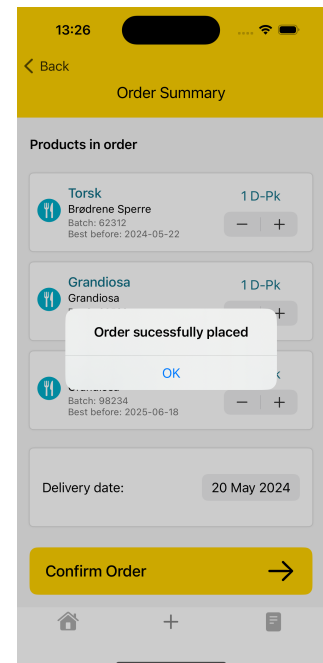 13:26
Back
Order Summary
Products in order
Torsk
1 D-Pk
Brødrene Sperre
Batch: 62312
Best before: 2024-05-22
Grandiosa
1 D-Pk
Grandiosa
Order sucessfully placed
OK
Batch: 98234
Best before: 2025-06-18
Delivery date:
20 May 2024
Confirm Order